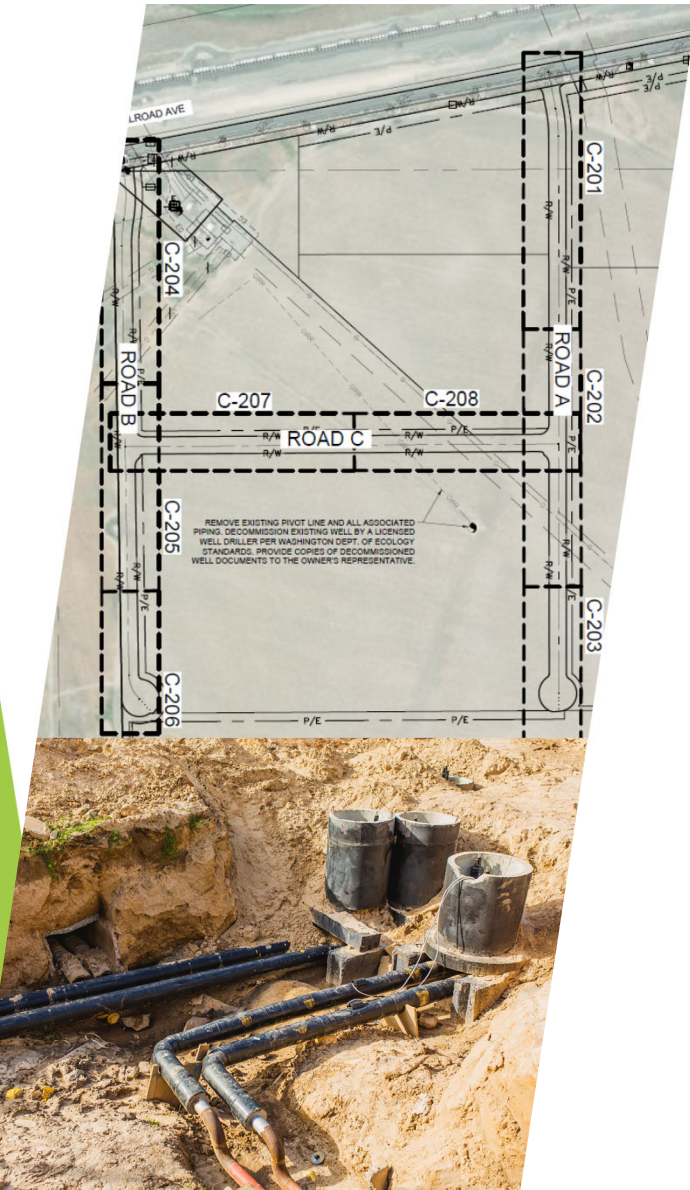 LROAD AVE
R/W
R/W
R/W
P/E
R/W
P/E
P/E
C-201
R/W
R/W
P/E
C-204
R/W
R/W
P/E
ROAD B
R/W
C-207
C-208
P/E
P/E
R/W
R/W
ROAD C
R/W
R/W
R/W
ROAD A
R/W
C-202
P/E
REMOVE EXISTING PIVOT LINE AND ALL ASSOCIATED
PIPING. DECOMMISSION EXISTING WELL BY A LICENSED
WELL DRILLER PER WASHINGTON DEPT. OF ECOLOGY
STANDARDS. PROVIDE COPIES OF DECOMMISSIONED
WELL DOCUMENTS TO THE OWNER'S REPRESENTATIVE.
C-205
R/W
R/W
P/E
R/W
R/W
P/E
C-203
C-206
P/E
P/E